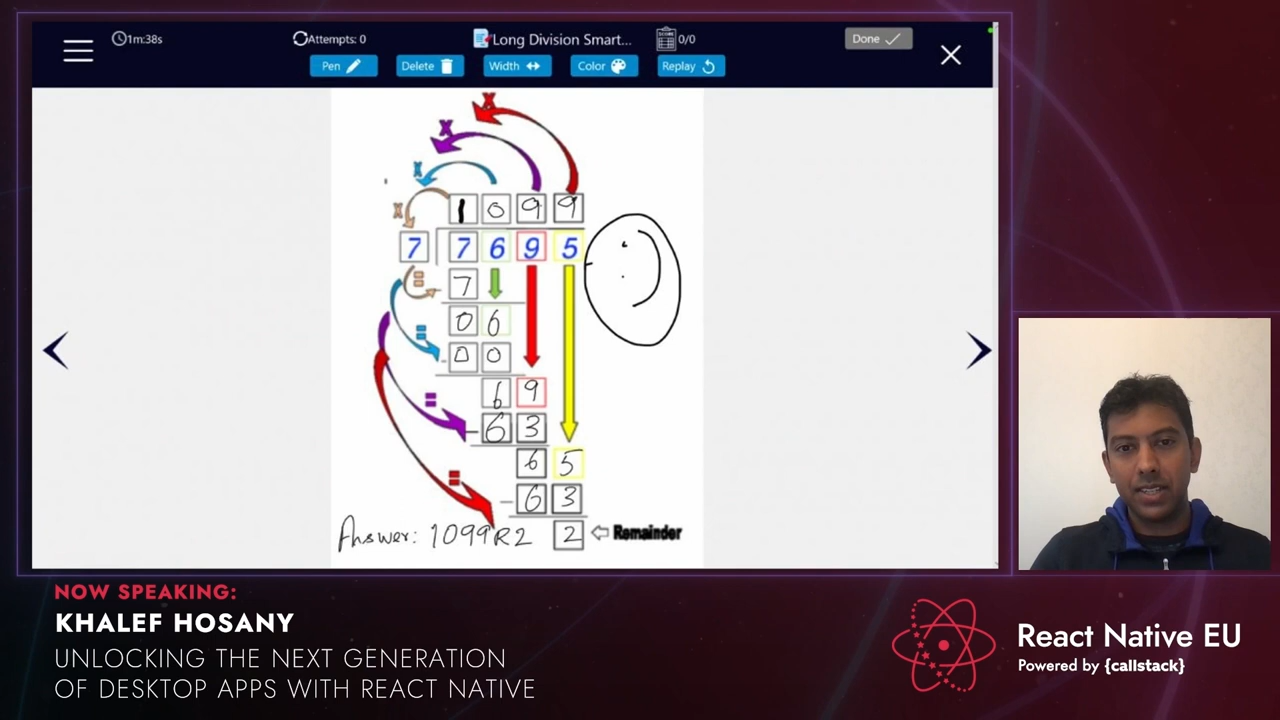 1m:38s Attempts: 0 Long Division Smart... SCORE 0/0 Done
Pen Delete Width Color Replay
X
X
X
X
1 0 9 9
7 7 6 9 5
= 7
0 6
=
- 0 0
6 9
=
- 6 3
6 5
=
- 6 3
Answer: 1099R2 2 Remainder
NOW SPEAKING:
KHALEF HOSANY
UNLOCKING THE NEXT GENERATION
OF DESKTOP APPS WITH REACT NATIVE
React Native EU
Powered by {callstack}